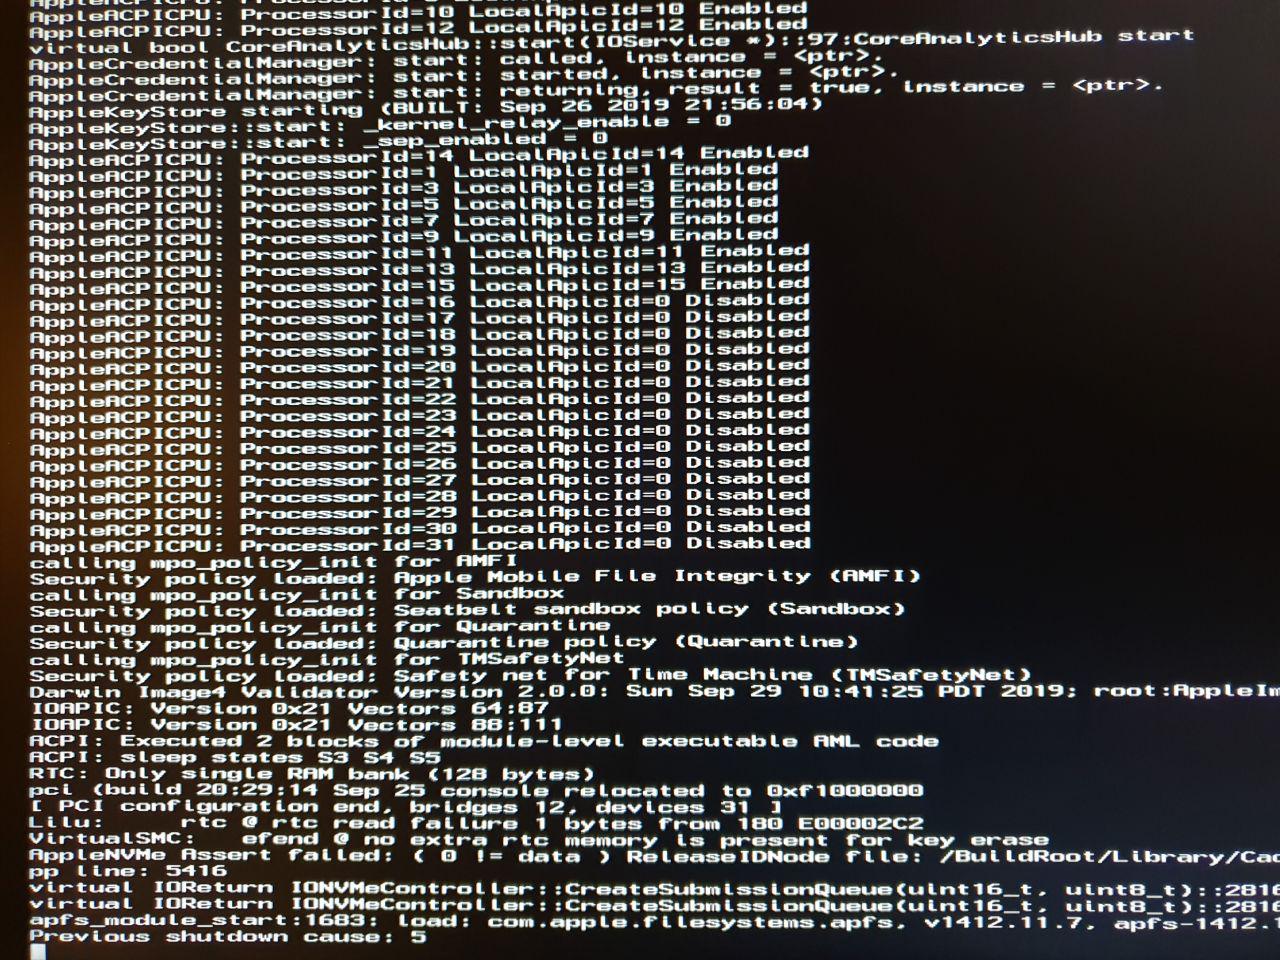 AppleACPICPU: ProcessorId=10 LocalApicId=10 Enabled
AppleACPICPU: ProcessorId=12 LocalApicId=12 Enabled
virtual bool CoreAnalyticsHub::start(IOService *)::97:CoreAnalyticsHub start
AppleCredentialManager: start: called, instance = <ptr>.
AppleCredentialManager: start: started, instance = <ptr>.
AppleCredentialManager: start: returning, result = true, instance = <ptr>.
AppleKeyStore starting (BUILT: Sep 26 2019 21:56:04)
AppleKeyStore::start: _kernel_relay_enable = 0
AppleKeyStore::start: _sep_enabled = 0
AppleACPICPU: ProcessorId=14 LocalApicId=14 Enabled
AppleACPICPU: ProcessorId=1 LocalApicId=1 Enabled
AppleACPICPU: ProcessorId=3 LocalApicId=3 Enabled
AppleACPICPU: ProcessorId=5 LocalApicId=5 Enabled
AppleACPICPU: ProcessorId=7 LocalApicId=7 Enabled
AppleACPICPU: ProcessorId=9 LocalApicId=9 Enabled
AppleACPICPU: ProcessorId=11 LocalApicId=11 Enabled
AppleACPICPU: ProcessorId=13 LocalApicId=13 Enabled
AppleACPICPU: ProcessorId=15 LocalApicId=15 Enabled
AppleACPICPU: ProcessorId=16 LocalApicId=0 Disabled
AppleACPICPU: ProcessorId=17 LocalApicId=0 Disabled
AppleACPICPU: ProcessorId=18 LocalApicId=0 Disabled
AppleACPICPU: ProcessorId=19 LocalApicId=0 Disabled
AppleACPICPU: ProcessorId=20 LocalApicId=0 Disabled
AppleACPICPU: ProcessorId=21 LocalApicId=0 Disabled
AppleACPICPU: ProcessorId=22 LocalApicId=0 Disabled
AppleACPICPU: ProcessorId=23 LocalApicId=0 Disabled
AppleACPICPU: ProcessorId=24 LocalApicId=0 Disabled
AppleACPICPU: ProcessorId=25 LocalApicId=0 Disabled
AppleACPICPU: ProcessorId=26 LocalApicId=0 Disabled
AppleACPICPU: ProcessorId=27 LocalApicId=0 Disabled
AppleACPICPU: ProcessorId=28 LocalApicId=0 Disabled
AppleACPICPU: ProcessorId=29 LocalApicId=0 Disabled
AppleACPICPU: ProcessorId=30 LocalApicId=0 Disabled
AppleACPICPU: ProcessorId=31 LocalApicId=0 Disabled
calling mpo_policy_init for AMFI
Security policy loaded: Apple Mobile File Integrity (AMFI)
calling mpo_policy_init for Sandbox
Security policy loaded: Seatbelt sandbox policy (Sandbox)
calling mpo_policy_init for Quarantine
Security policy loaded: Quarantine policy (Quarantine)
calling mpo_policy_init for TMSafetyNet
Security policy loaded: Safety net for Time Machine (TMSafetyNet)
Darwin Image4 Validator Version 2.0.0: Sun Sep 29 10:41:25 PDT 2019; root:AppleIm
IOAPIC: Version 0x21 Vectors 64:87
IOAPIC: Version 0x21 Vectors 88:111
ACPI: Executed 2 blocks of module-level executable AML code
ACPI: sleep states S3 S4 S5
RTC: Only single RAM bank (128 bytes)
pci (build 20:29:14 Sep 25 console relocated to 0xf1000000
[ PCI configuration end, bridges 12, devices 31 ]
Lilu: rtc @ rtc read failure 1 bytes from 180 E00002C2
VirtualSMC: efend @ no extra rtc memory is present for key erase
AppleNVMe Assert failed: ( 0 != data ) ReleaseIDNode file: /BuildRoot/Library/Cac
pp line: 5416
virtual IOReturn IONVMeController::CreateSubmissionQueue(uint16_t, uint8_t)::2816
virtual IOReturn IONVMeController::CreateSubmissionQueue(uint16_t, uint8_t)::2816
apfs_module_start:1683: load: com.apple.filesystems.apfs, v1412.11.7, apfs-1412.1
Previous shutdown cause: 5